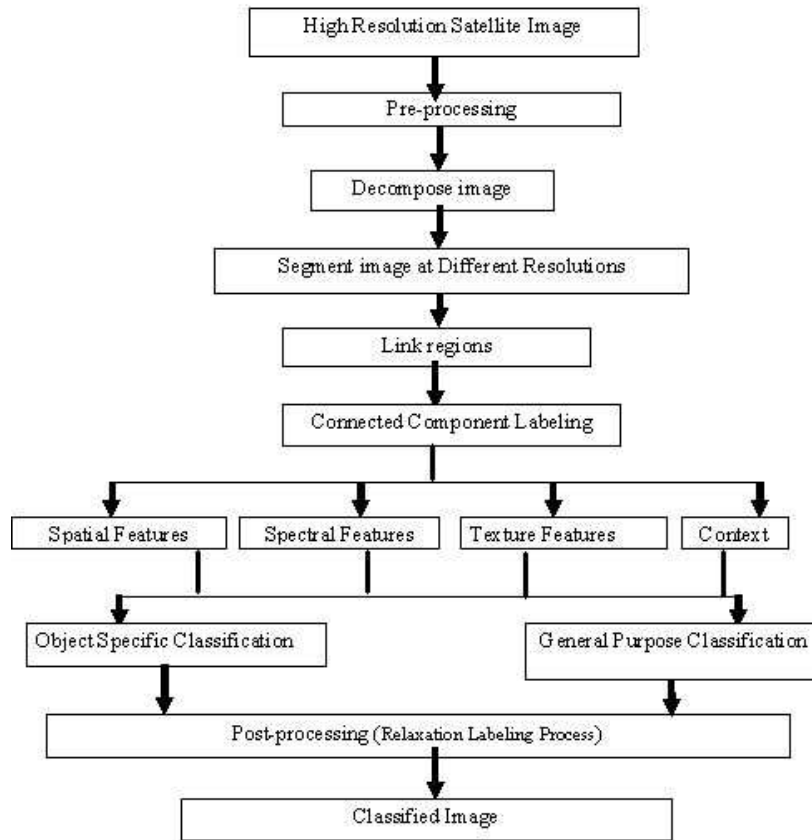 High Resolution Satellite Image
Pre-processing
Decompose image
Segment image at Different Resolutions
Link regions
Connected Component Labeling
Spatial Features
Spectral Features
Texture Features
Context
Object Specific Classification
General Purpose Classification
Post-processing (Relaxation Labeling Process)
Classified Image